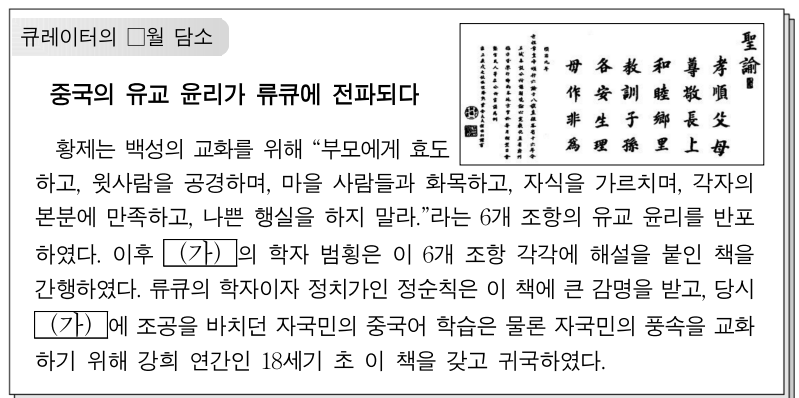 큐레이터의 □월 담소
중국의 유교 윤리가 류큐에 전파되다
聖諭
孝順父母
尊敬長上
和睦鄉里
教訓子孫
各安生理
毋作非爲
황제는 백성의 교화를 위해 “부모에게 효도
하고, 윗사람을 공경하며, 마을 사람들과 화목하고, 자식을 가르치며, 각자의
본분에 만족하고, 나쁜 행실을 하지 말라.”라는 6개 조항의 유교 윤리를 반포
하였다. 이후 (가)의 학자 범횡은 이 6개 조항 각각에 해설을 붙인 책을
간행하였다. 류큐의 학자이자 정치가인 정순칙은 이 책에 큰 감명을 받고, 당시
(가)에 조공을 바치던 자국민의 중국어 학습은 물론 자국민의 풍속을 교화
하기 위해 강희 연간인 18세기 초 이 책을 갖고 귀국하였다.